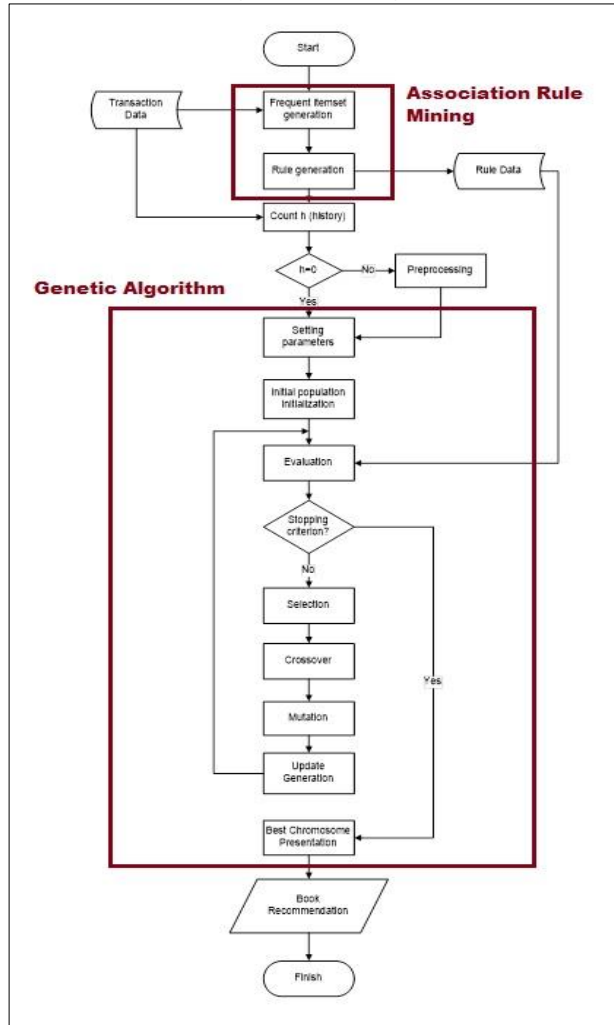 Start
Transaction
Data
Frequent Itemset
generation
Association Rule
Mining
Rule generation
Rule Data
Count h (history)
h=0
No
Preprocessing
Yes
Genetic Algorithm
Setting
parameters
Initial population
initialization
Evaluation
Stopping
criterion?
No
Yes
Selection
Crossover
Mutation
Update
Generation
Best Chromosome
Presentation
Book
Recommendation
Finish